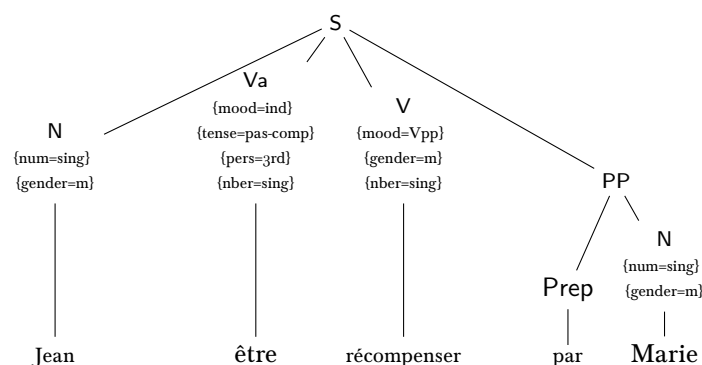 S
Va
{mood=ind}
{tense=pas-comp}
{pers=3rd}
{nber=sing}
V
{mood=Vpp}
{gender=m}
{nber=sing}
N
{num=sing}
{gender=m}
PP
N
{num=sing}
{gender=m}
Prep
Jean être récompenser par Marie